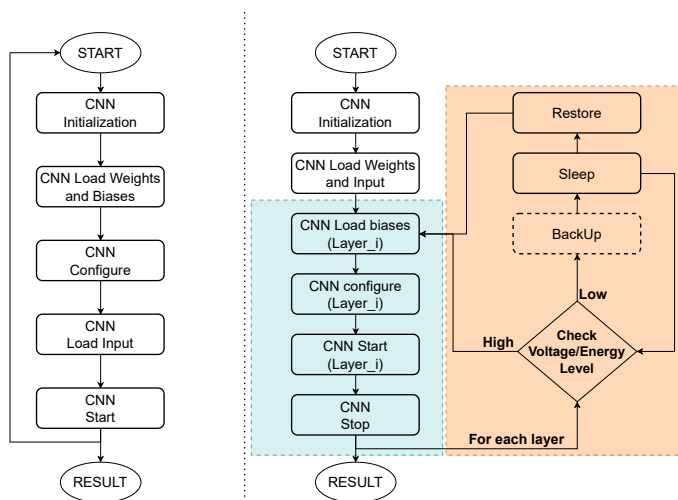 START
CNN
Initialization
CNN Load Weights
and Biases
CNN
Configure
CNN
Load Input
CNN
Start
RESULT
START
CNN
Initialization
CNN Load Weights
and Input
CNN Load biases
(Layer_i)
CNN configure
(Layer_i)
CNN Start
(Layer_i)
CNN
Stop
RESULT
Restore
Sleep
BackUp
Low
High
Check
Voltage/Energy
Level
For each layer